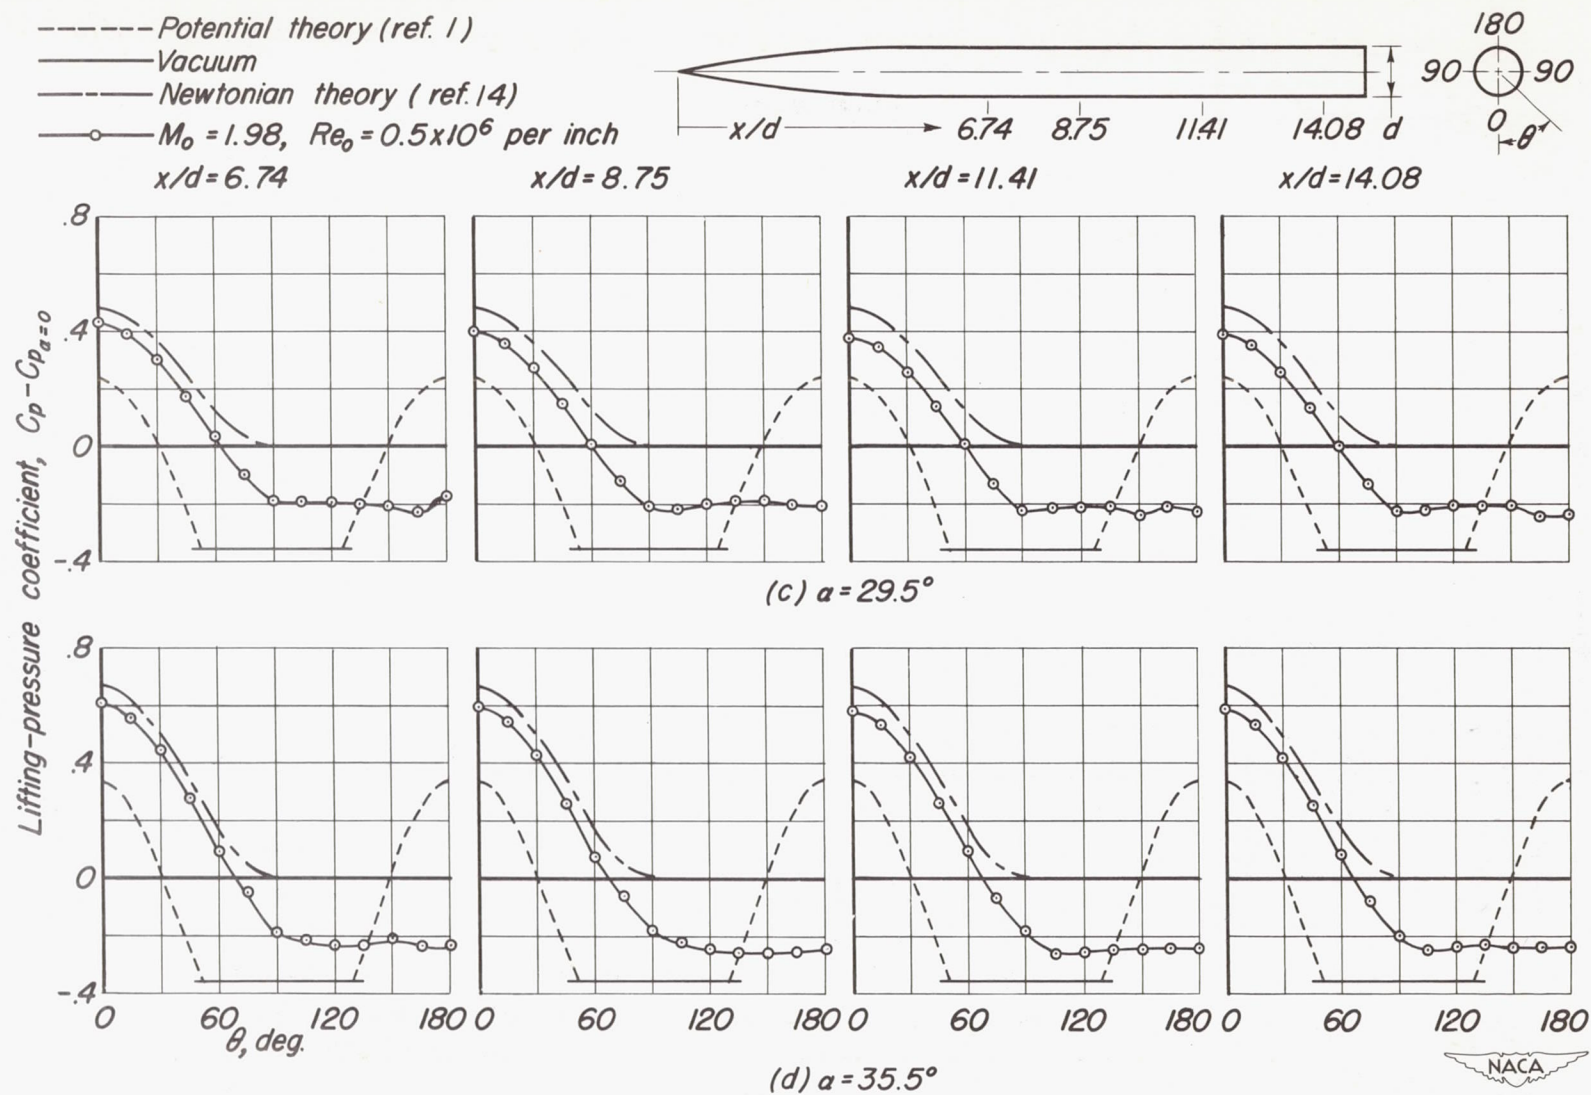 Potential theory (ref. 1)
Vacuum
Newtonian theory ( ref. 14)
M₀ = 1.98, Re₀ = 0.5x10⁶ per inch
x/d 6.74 8.75 11.41 14.08 d
180
90 90
0
θ
x/d = 6.74 x/d = 8.75 x/d = 11.41 x/d = 14.08
Lifting-pressure coefficient, Cp - Cp α=0
.8
.4
0
-.4
(c) α = 29.5°
.8
.4
0
-.4
0 60 120 180 0 60 120 180 0 60 120 180 0 60 120 180
θ, deg.
(d) α = 35.5°
NACA